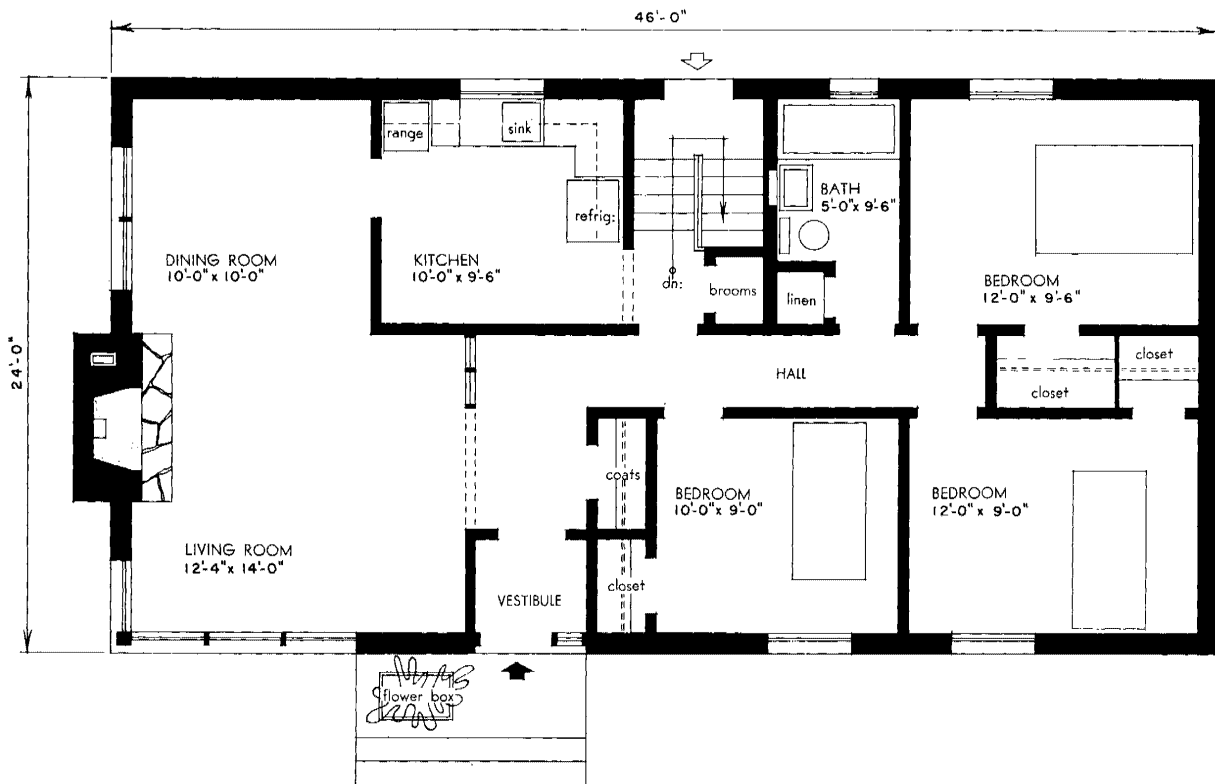 46'-0"
24'-0"
range
sink
refrig:
DINING ROOM
10'-0" x 10'-0"
KITCHEN
10'-0" x 9'-6"
dn:
brooms
linen
BATH
5'-0" x 9'-6"
BEDROOM
12'-0" x 9'-6"
HALL
closet
closet
coats
BEDROOM
10'-0" x 9'-0"
BEDROOM
12'-0" x 9'-0"
LIVING ROOM
12'-4" x 14'-0"
VESTIBULE
closet
flower box